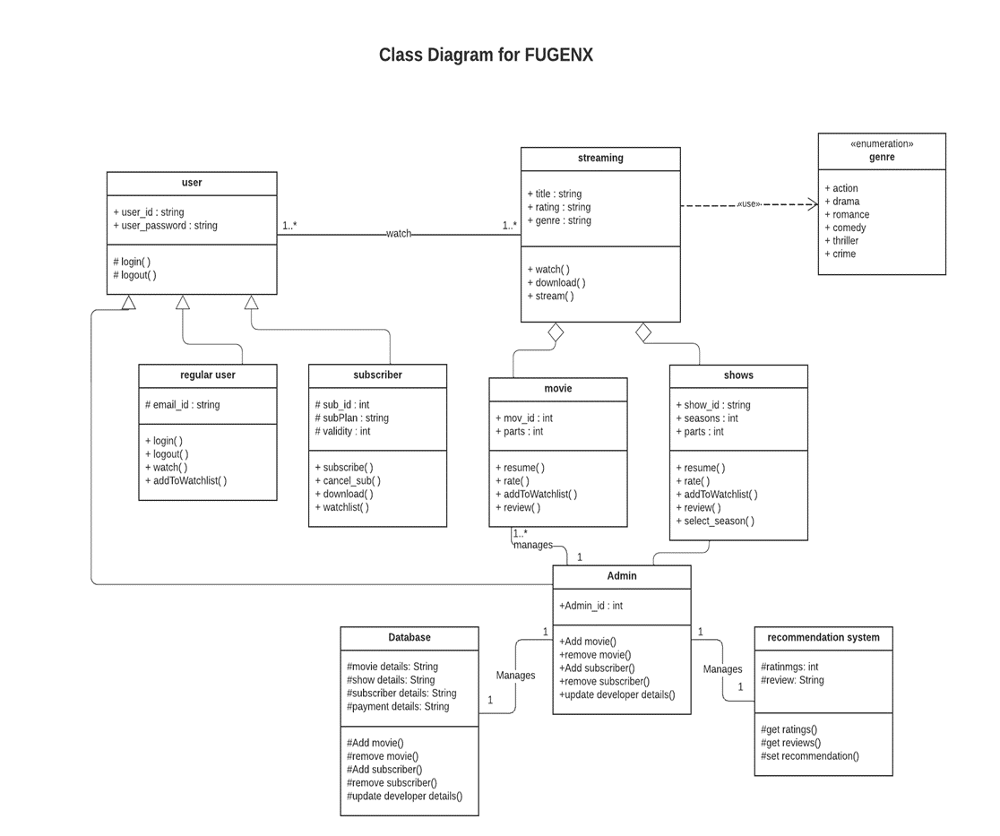 Class Diagram for FUGENX
«enumeration»
genre
+ action
+ drama
+ romance
+ comedy
+ thriller
+ crime
streaming
+ title : string
+ rating : string
+ genre : string
+ watch( )
+ download( )
+ stream( )
«use»
user
+ user_id : string
+ user_password : string
# login( )
# logout( )
1..*
watch
1..*
regular user
# email_id : string
+ login( )
+ logout( )
+ watch( )
+ addToWatchlist( )
subscriber
# sub_id : int
# subPlan : string
# validity : int
+ subscribe( )
+ cancel_sub( )
+ download( )
+ watchlist( )
movie
+ mov_id : int
+ parts : int
+ resume( )
+ rate( )
+ addToWatchlist( )
+ review( )
shows
+ show_id : string
+ seasons : int
+ parts : int
+ resume( )
+ rate( )
+ addToWatchlist( )
+ review( )
+ select_season( )
1..*
manages
1
Admin
+Admin_id : int
+Add movie()
+remove movie()
+Add subscriber()
+remove subscriber()
+update developer details()
1
Manages
1
1
Manages
1
Database
#movie details: String
#show details: String
#subscriber details: String
#payment details: String
#Add movie()
#remove movie()
#Add subscriber()
#remove subscriber()
#update developer details()
recommendation system
#ratinmgs: int
#review: String
#get ratings()
#get reviews()
#set recommendation()